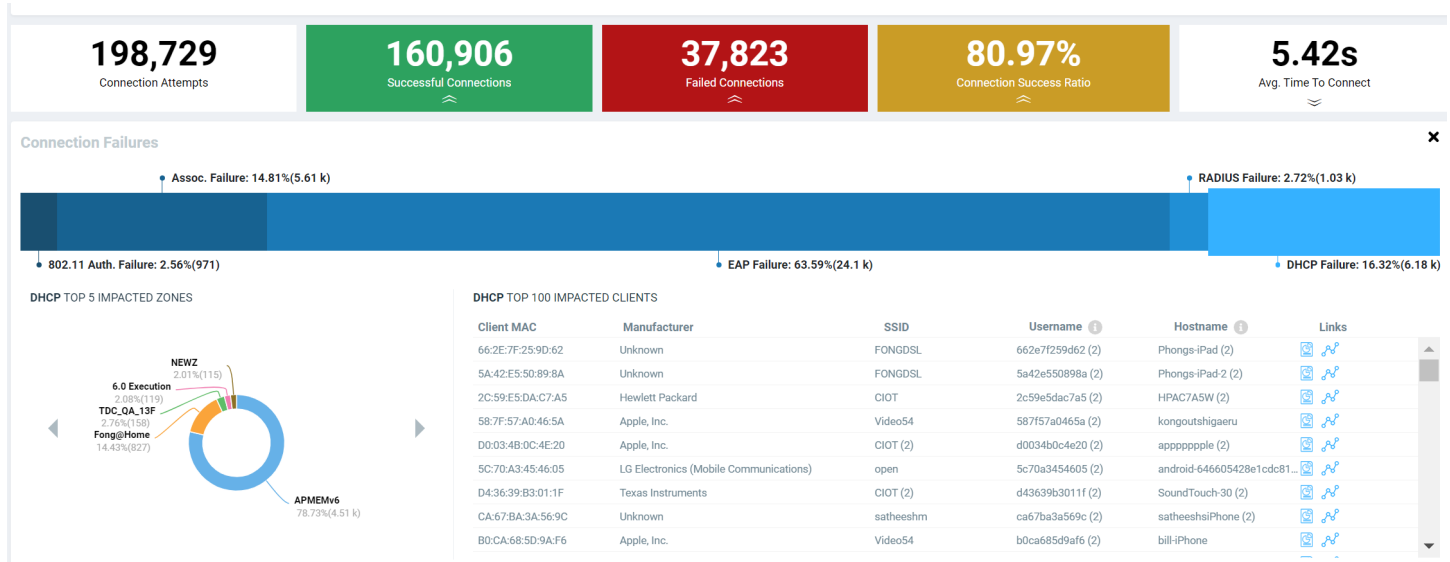 198,729
Connection Attempts
160,906
Successful Connections
37,823
Failed Connections
80.97%
Connection Success Ratio
5.42s
Avg. Time To Connect
Connection Failures
Assoc. Failure: 14.81%(5.61 k)
RADIUS Failure: 2.72%(1.03 k)
802.11 Auth. Failure: 2.56%(971)
EAP Failure: 63.59%(24.1 k)
DHCP Failure: 16.32%(6.18 k)
DHCP TOP 5 IMPACTED ZONES
NEWZ
2.01%(115)
6.0 Execution
2.08%(119)
TDC_QA_13F
2.76%(158)
Fong@Home
14.43%(827)
APMEMv6
78.73%(4.51 k)
DHCP TOP 100 IMPACTED CLIENTS
Client MAC Manufacturer SSID Username Hostname Links
66:2E:7F:25:9D:62 Unknown FONGDSL 662e7f259d62 (2) Phongs-iPad (2)
5A:42:E5:50:89:8A Unknown FONGDSL 5a42e550898a (2) Phongs-iPad-2 (2)
2C:59:E5:DA:C7:A5 Hewlett Packard CIOT 2c59e5dac7a5 (2) HPAC7A5W (2)
58:7F:57:A0:46:5A Apple, Inc. Video54 587f57a0465a (2) kongoutshigaeru
D0:03:4B:0C:4E:20 Apple, Inc. CIOT (2) d0034b0c4e20 (2) appppppple (2)
5C:70:A3:45:46:05 LG Electronics (Mobile Communications) open 5c70a3454605 (2) android-646605428e1cdc81...
D4:36:39:B3:01:1F Texas Instruments CIOT (2) d43639b3011f (2) SoundTouch-30 (2)
CA:67:BA:3A:56:9C Unknown satheeshm ca67ba3a569c (2) satheeshsiPhone (2)
B0:CA:68:5D:9A:F6 Apple, Inc. Video54 b0ca685d9af6 (2) bill-iPhone